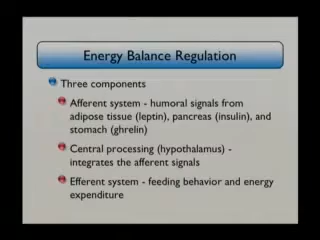 Energy Balance Regulation
Three components
Afferent system - humoral signals from
adipose tissue (leptin), pancreas (insulin), and
stomach (ghrelin)
Central processing (hypothalamus) -
integrates the afferent signals
Efferent system - feeding behavior and energy
expenditure